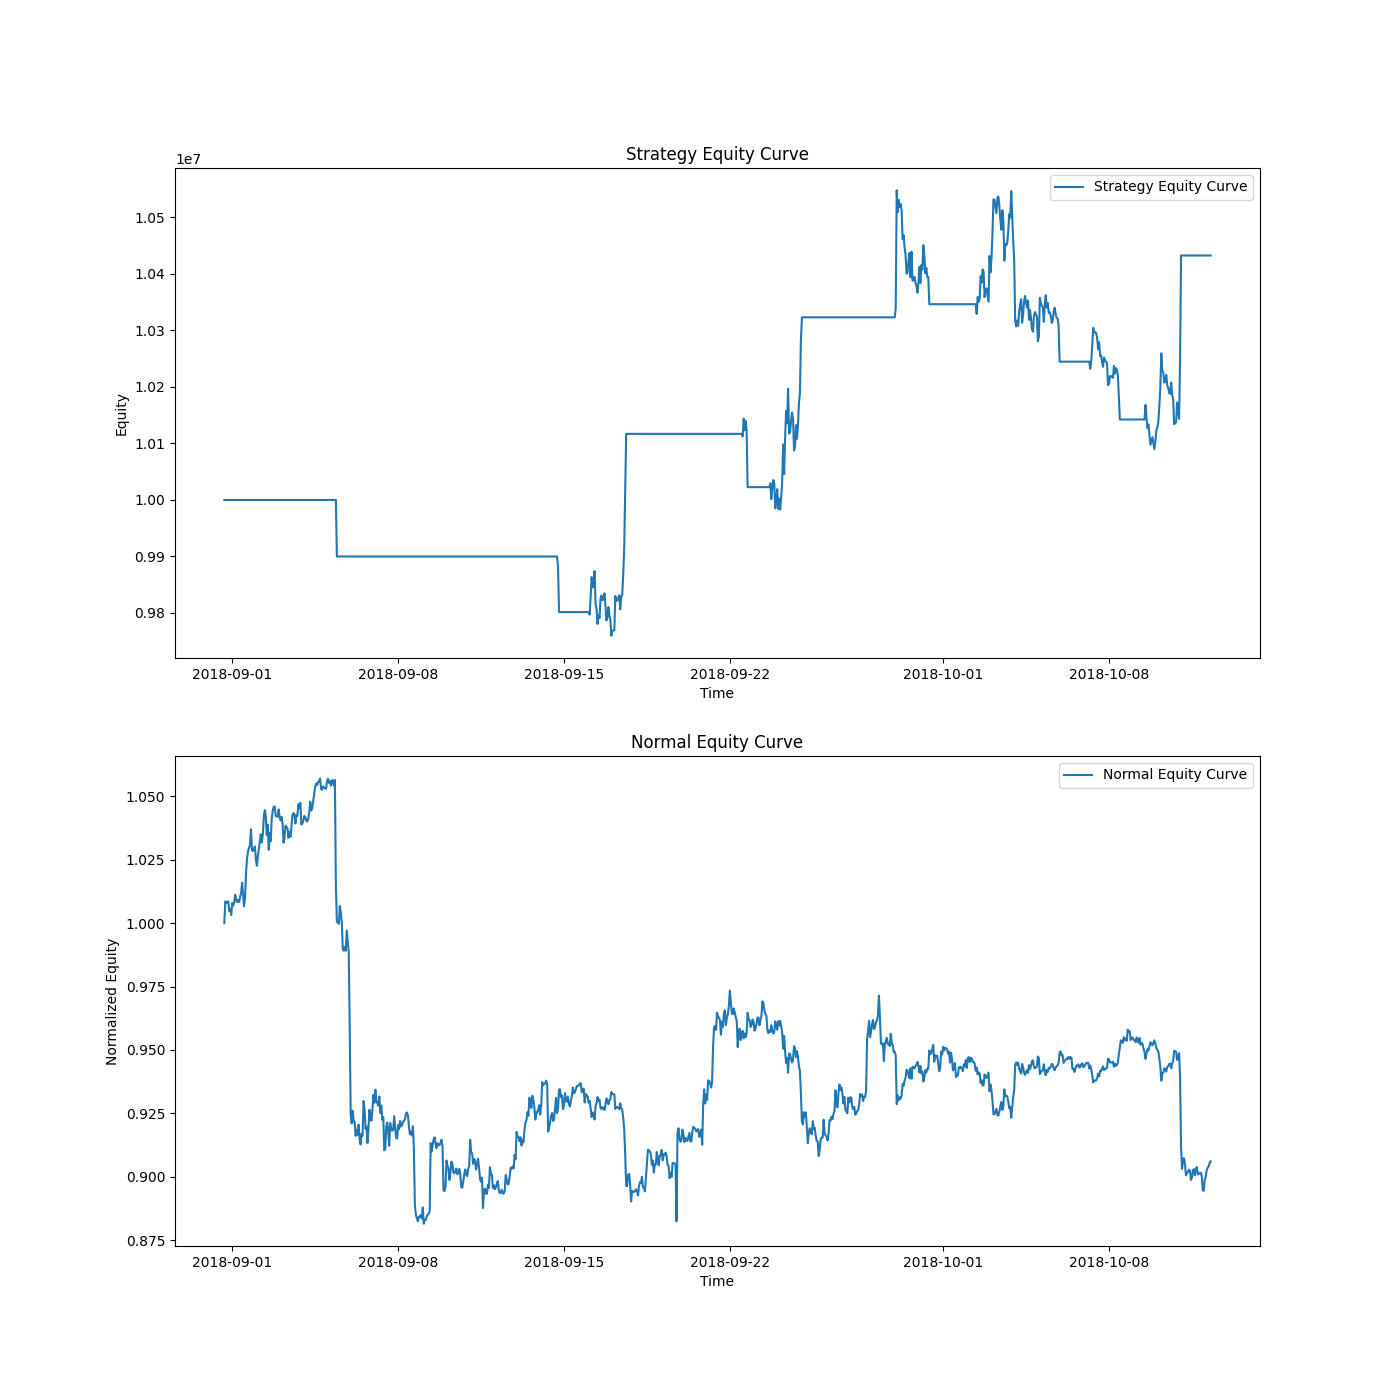 Strategy Equity Curve
1e7
Strategy Equity Curve
1.05
1.04
1.03
1.02
1.01
1.00
0.99
0.98
Equity
2018-09-01 2018-09-08 2018-09-15 2018-09-22 2018-10-01 2018-10-08
Time
Normal Equity Curve
Normal Equity Curve
1.050
1.025
1.000
0.975
0.950
0.925
0.900
0.875
Normalized Equity
2018-09-01 2018-09-08 2018-09-15 2018-09-22 2018-10-01 2018-10-08
Time